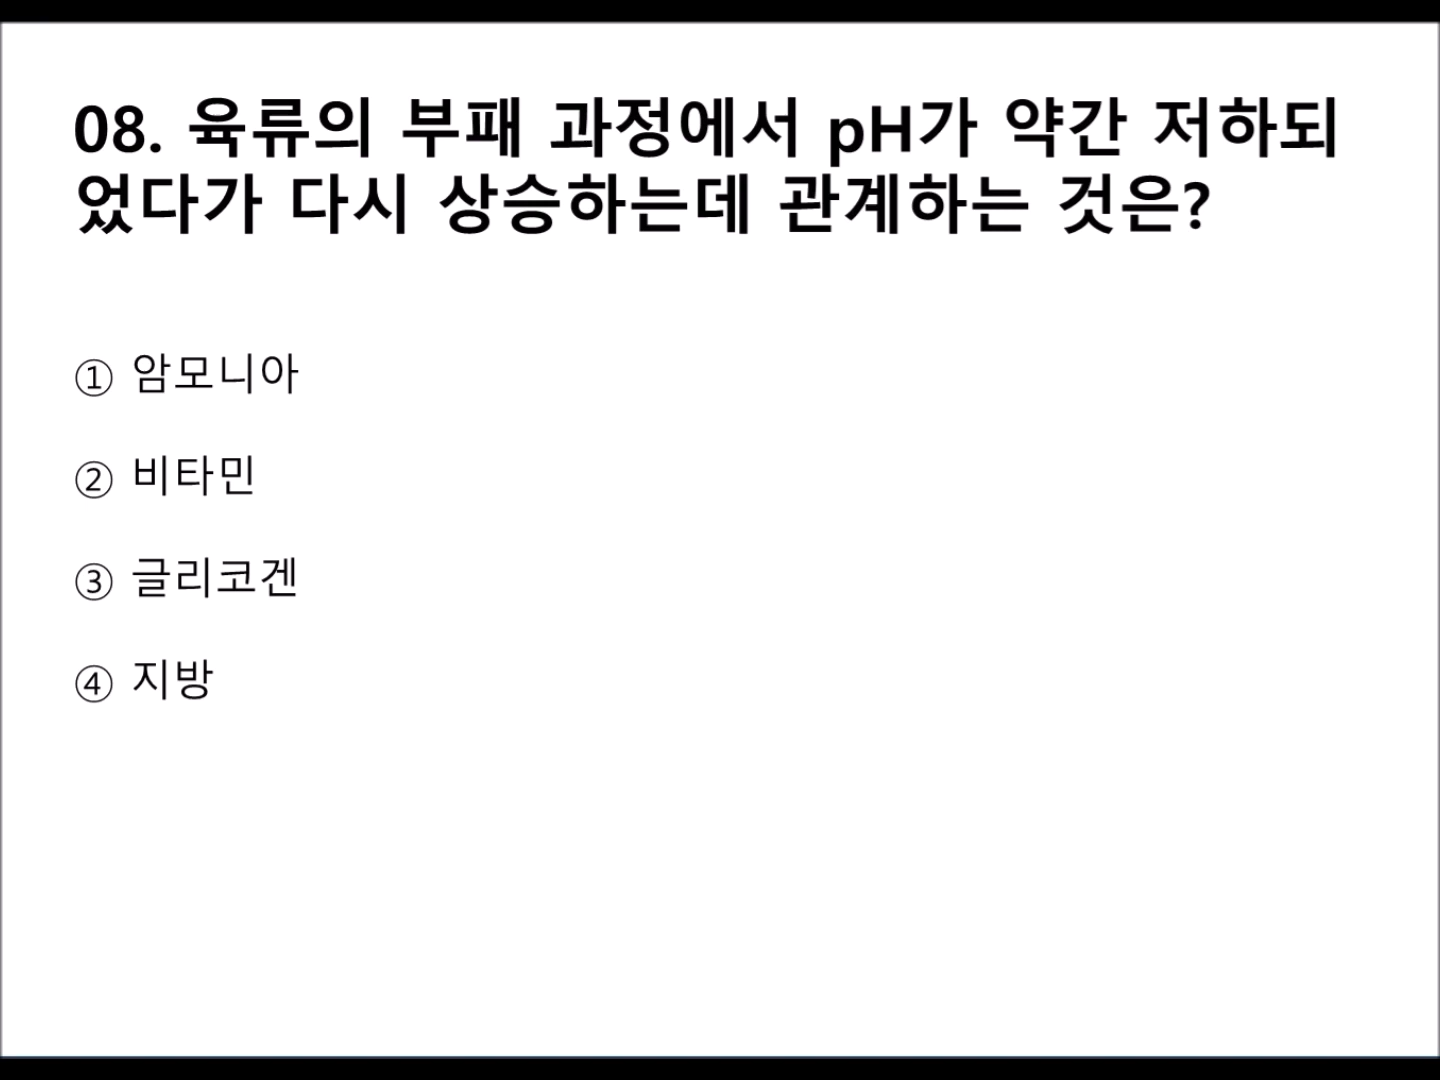 08. 육류의 부패 과정에서 pH가 약간 저하되
었다가 다시 상승하는데 관계하는 것은?
① 암모니아
② 비타민
③ 글리코겐
④ 지방